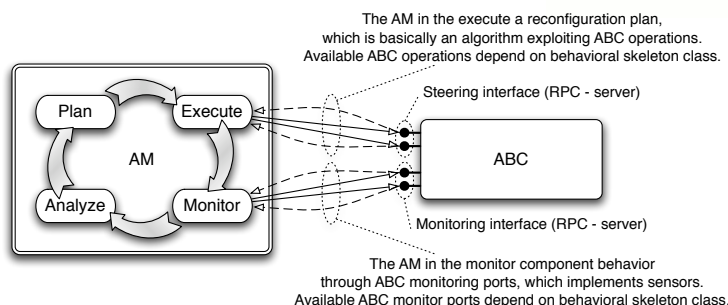 The AM in the execute a reconfiguration plan,
which is basically an algorithm exploiting ABC operations.
Available ABC operations depend on behavioral skeleton class.
Steering interface (RPC - server)
Plan
Execute
AM
ABC
Analyze
Monitor
Monitoring interface (RPC - server)
The AM in the monitor component behavior
through ABC monitoring ports, which implements sensors.
Available ABC monitor ports depend on behavioral skeleton class